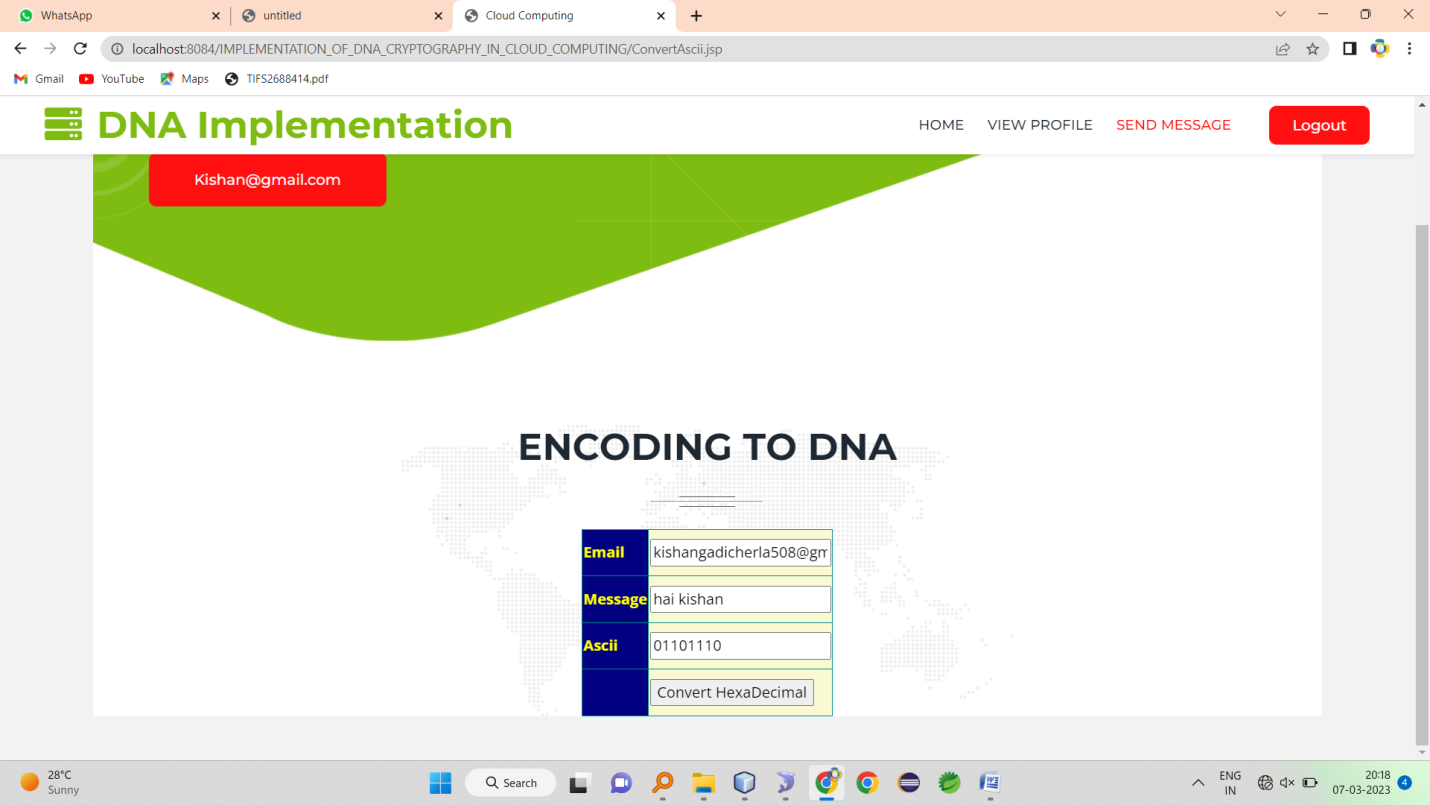 WhatsApp
untitled
Cloud Computing
localhost:8084/IMPLEMENTATION_OF_DNA_CRYPTOGRAPHY_IN_CLOUD_COMPUTING/ConvertAscii.jsp
Gmail YouTube Maps TIFS2688414.pdf
DNA Implementation HOME VIEW PROFILE SEND MESSAGE Logout
Kishan@gmail.com
ENCODING TO DNA
Email kishangadicherla508@gm
Message hai kishan
Ascii 01101110
Convert HexaDecimal
28°C
Sunny
Search
ENG
IN
20:18
07-03-2023
4